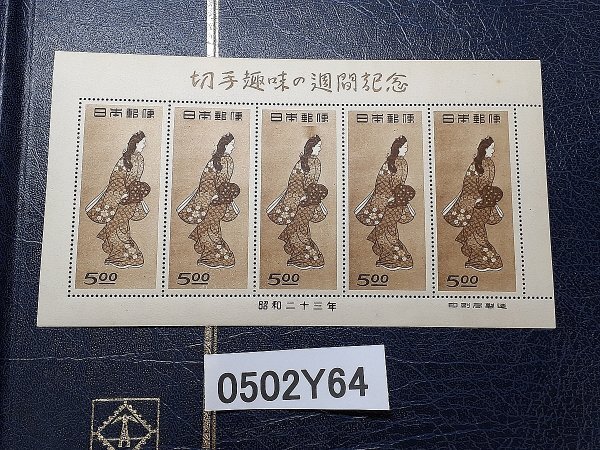 切手趣味の週間記念
日本郵便 日本郵便 日本郵便 日本郵便 日本郵便
5.00 5.00 5.00 5.00 5.00
昭和二十三年 印刷局製造
0502Y64